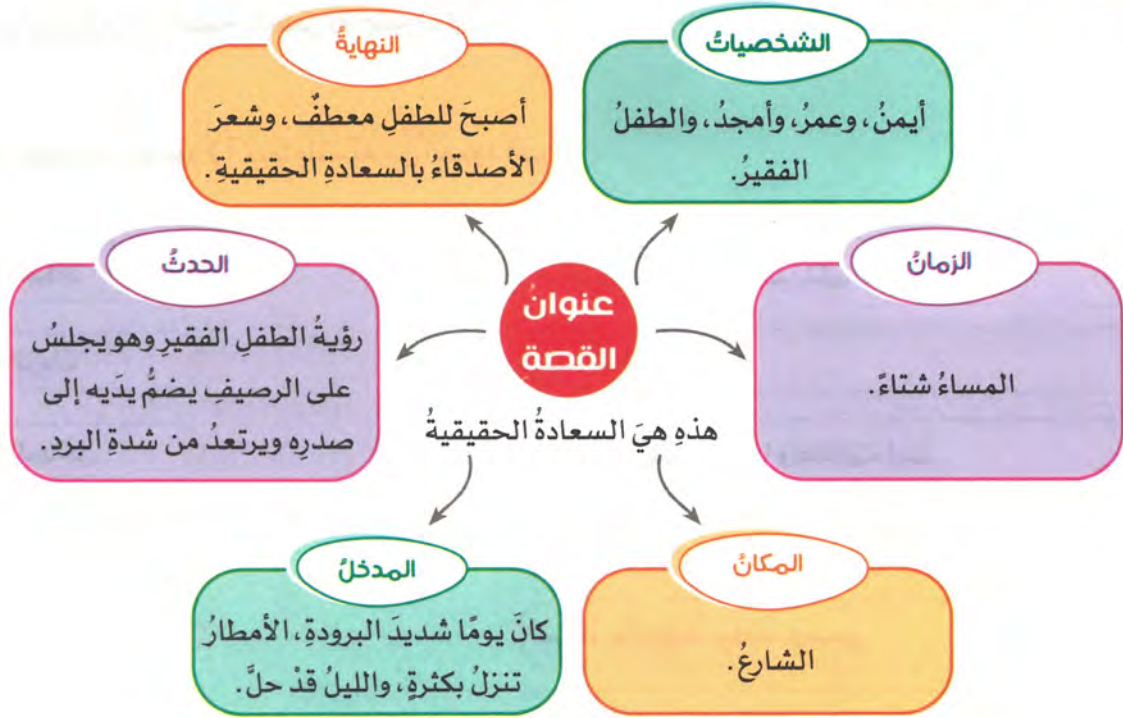 الشخصياتُ
أيمنُ، وعمرُ، وأمجدُ، والطفلُ
الفقيرُ.
النهايةُ
أصبحَ للطفلِ معطفٌ، وشعرَ
الأصدقاءُ بالسعادةِ الحقيقيةِ.
الزمانُ
المساءُ شتاءً.
عنوانُ
القصةِ
هذهِ هيَ السعادةُ الحقيقيةُ
الحدثُ
رؤيةُ الطفلِ الفقيرِ وهو يجلسُ
على الرصيفِ يضمُّ يدَيه إلى
صدرِه ويرتعدُ من شدةِ البردِ.
المكانُ
الشارعُ.
المدخلُ
كانَ يومًا شديدَ البرودةِ، الأمطارُ
تنزلُ بكثرةٍ، والليلُ قدْ حلَّ.